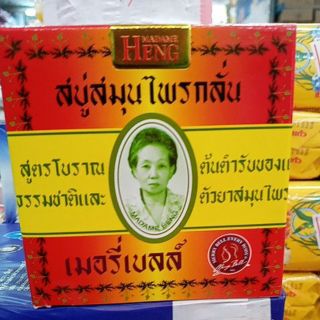 MADAME
HENG
สบู่สมุนไพรกลั่น
สูตรโบราณ
ธรรมชาติและ
ต้นตำรับของแ
ตัวยาสมุนไพร
MADAME HENG
เมอรี่เบลล์